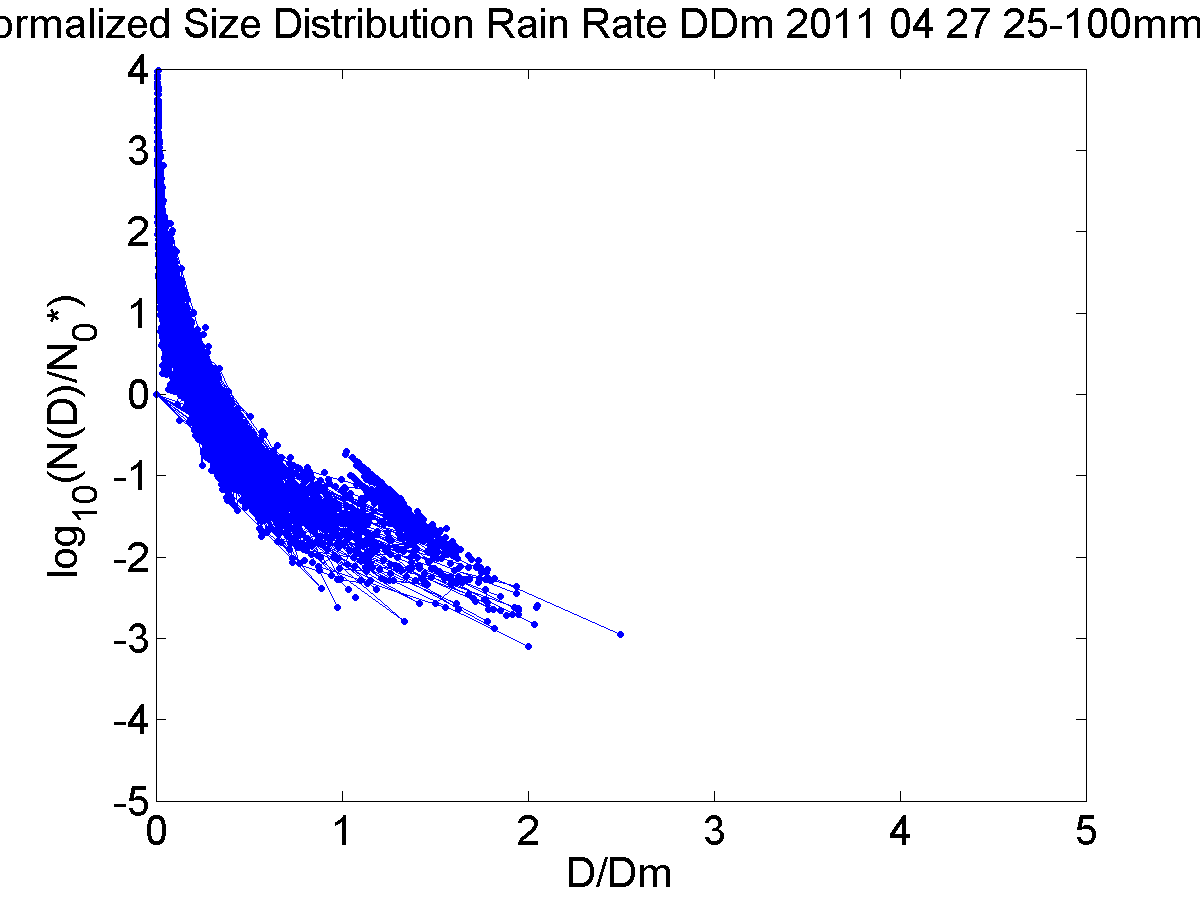 ormalized Size Distribution Rain Rate DDm 2011 04 27 25-100mm
4
3
2
1
0
-1
-2
-3
-4
-5
log10(N(D)/N0*)
0 1 2 3 4 5
D/Dm